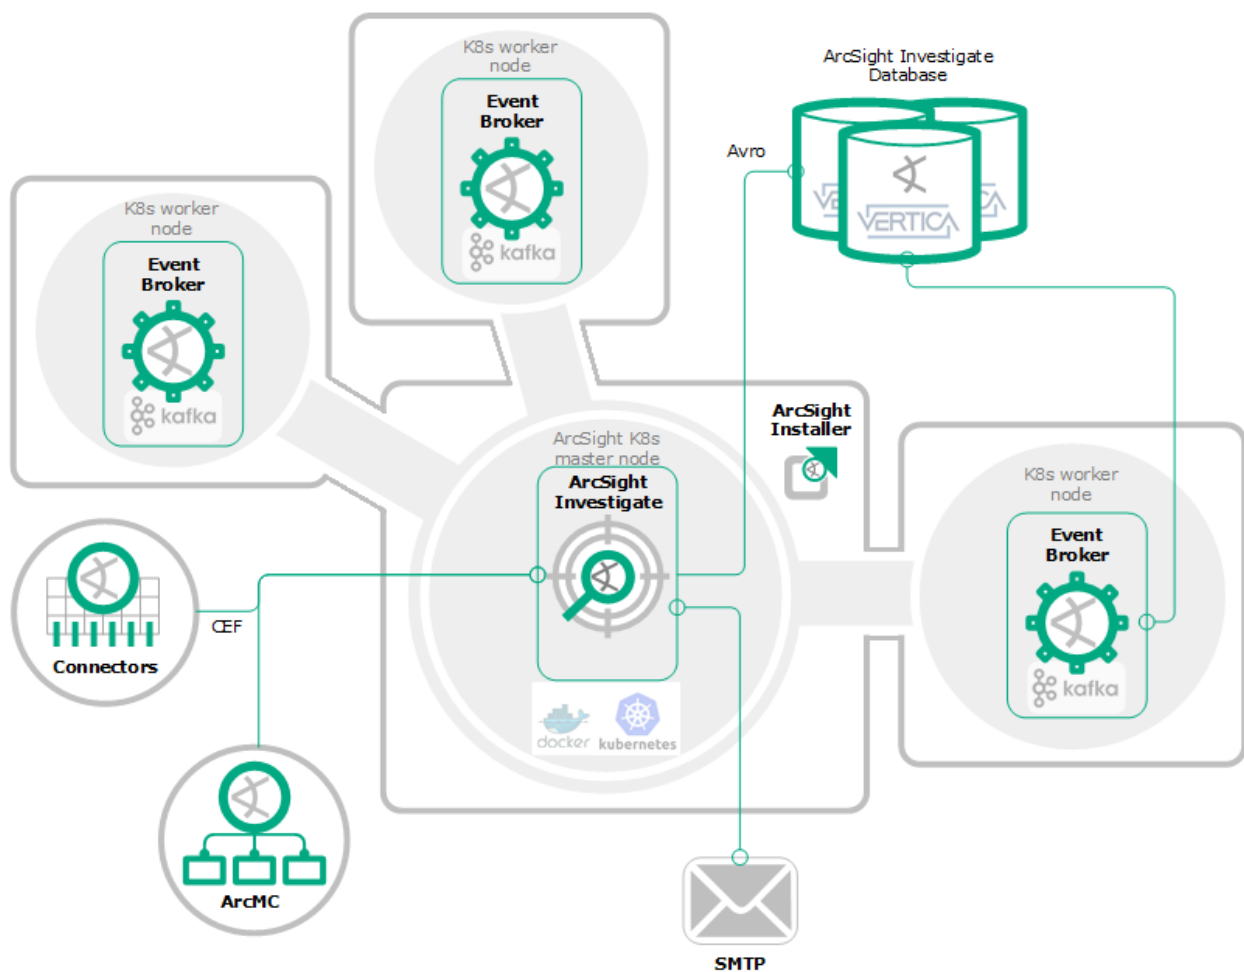 K8s worker
node
Event
Broker
kafka
ArcSight Investigate
Database
Avro
VERTICA
K8s worker
node
Event
Broker
kafka
ArcSight
Installer
ArcSight K8s
master node
ArcSight
Investigate
docker
kubernetes
K8s worker
node
Event
Broker
kafka
CEF
Connectors
ArcMC
SMTP